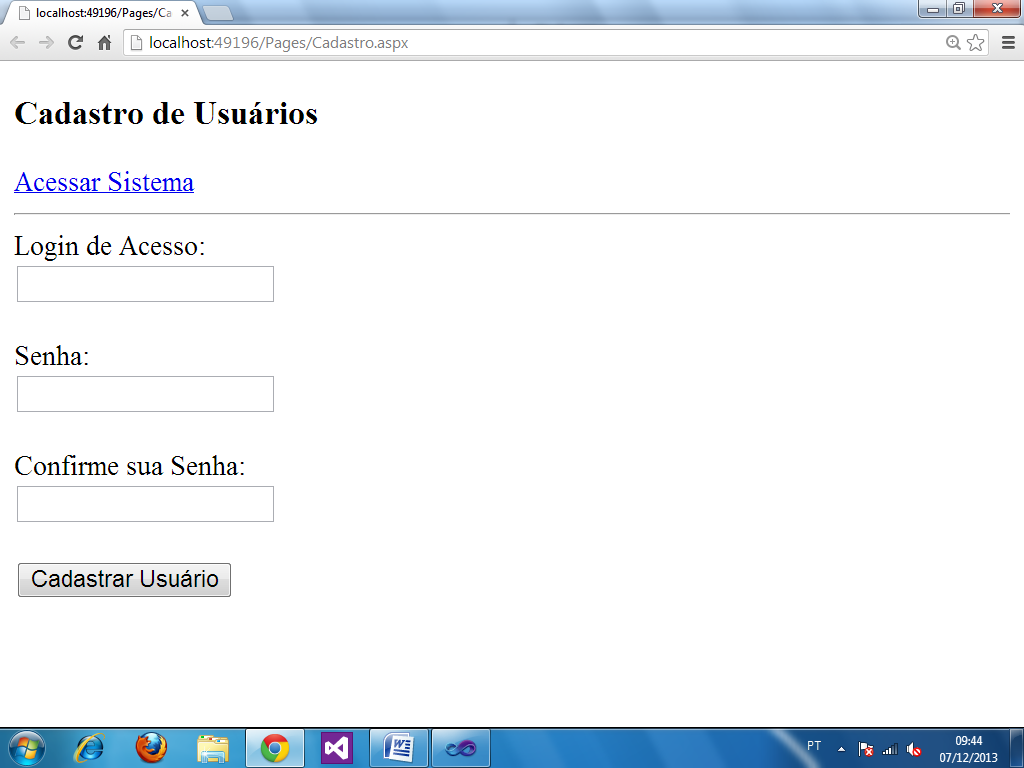 localhost:49196/Pages/Ca
localhost:49196/Pages/Cadastro.aspx
Cadastro de Usuários
Acessar Sistema
Login de Acesso:
Senha:
Confirme sua Senha:
Cadastrar Usuário
PT
09:44
07/12/2013